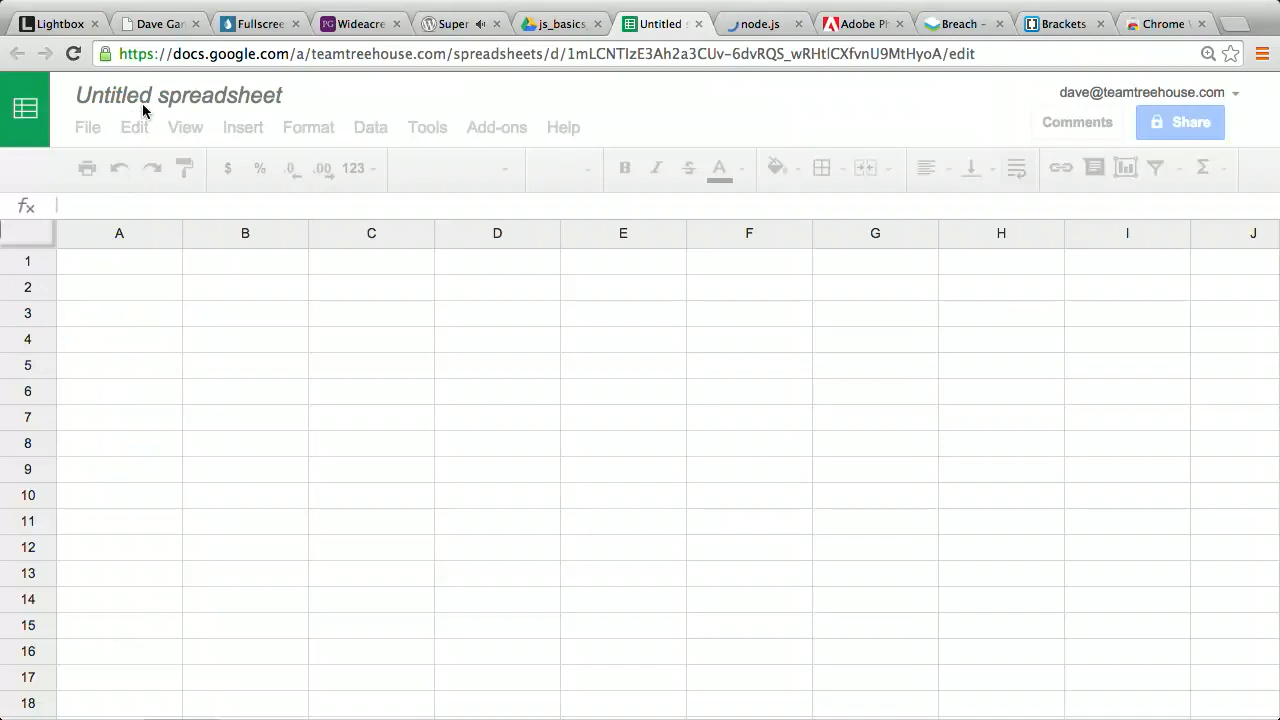 Lightbox Dave Gar Fullscree Wideacre Super js_basics Untitled node.js Adobe Ph Breach - Brackets Chrome
https://docs.google.com/a/teamtreehouse.com/spreadsheets/d/1mLCNTIzE3Ah2a3CUv-6dvRQS_wRHtlCXfvnU9MtHyoA/edit
Untitled spreadsheet
dave@teamtreehouse.com
File Edit View Insert Format Data Tools Add-ons Help
Comments Share
$ % .0 .00 123 B I S A Σ
fx
A B C D E F G H I J
1
2
3
4
5
6
7
8
9
10
11
12
13
14
15
16
17
18